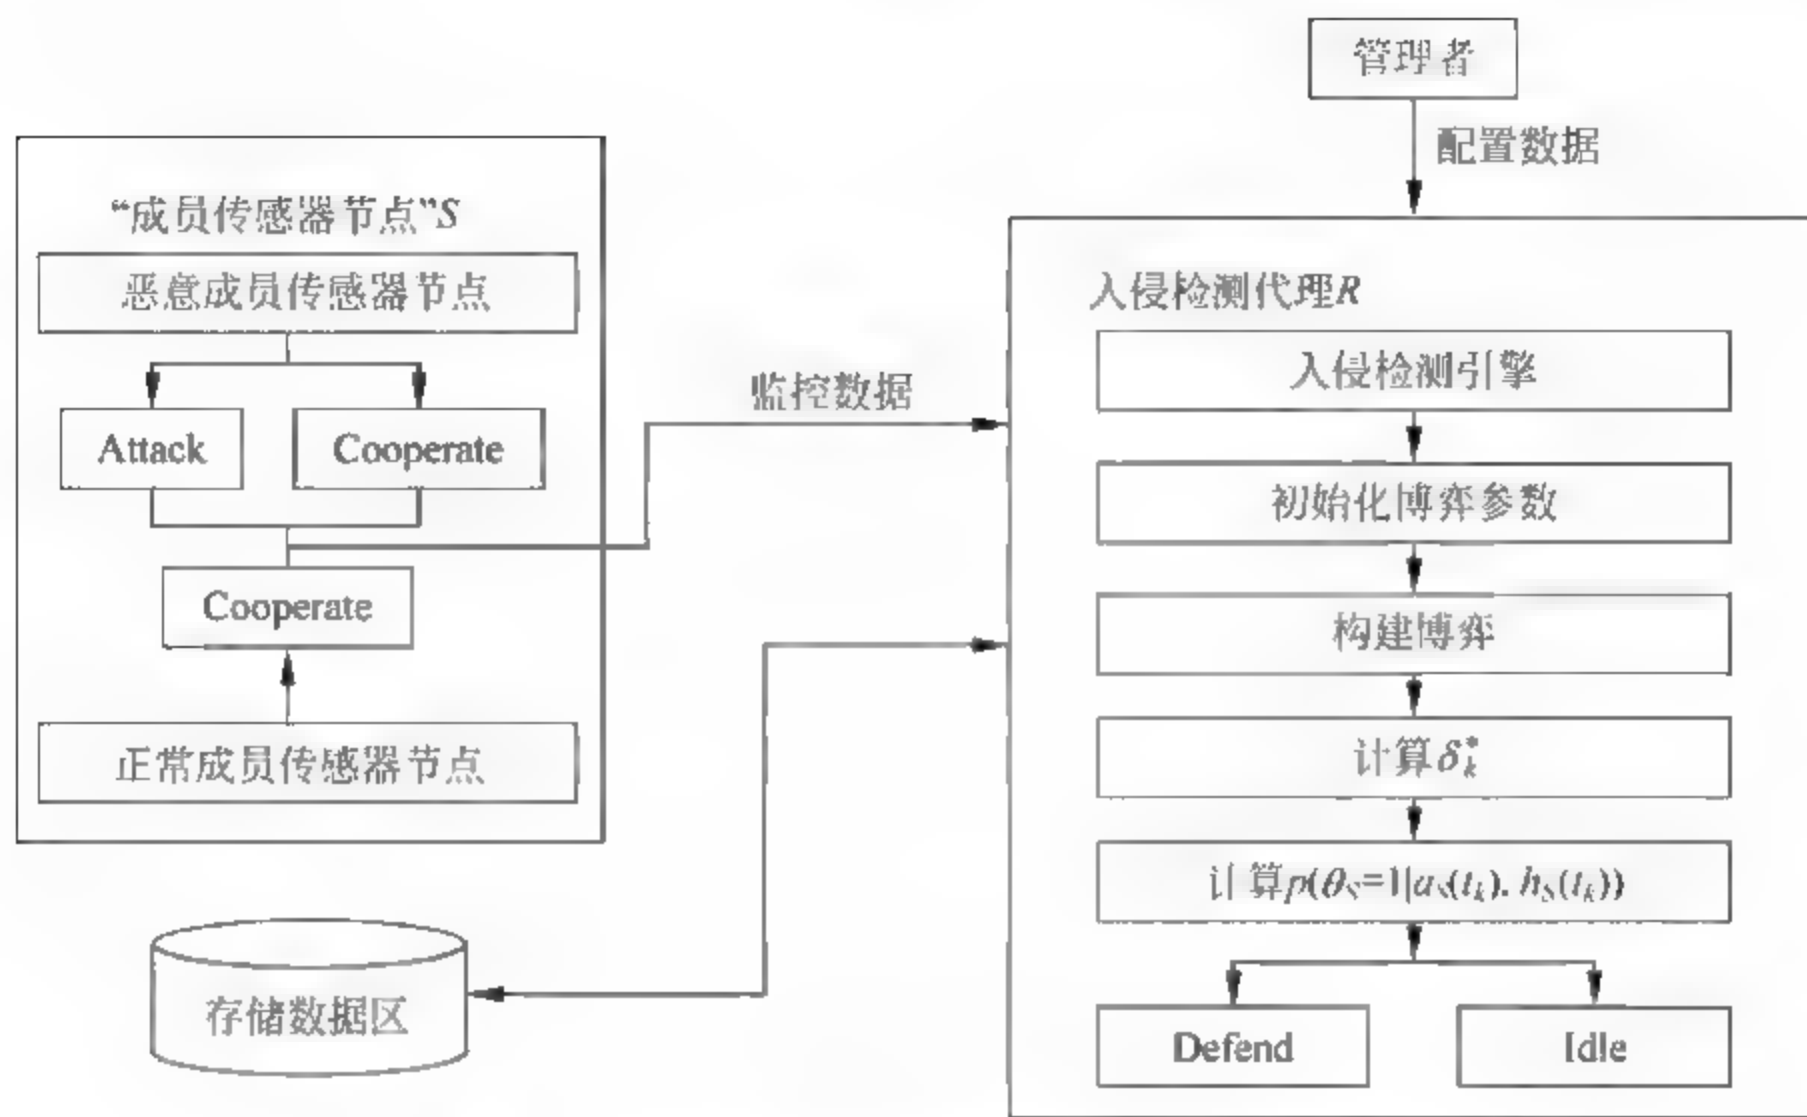 管理者
配置数据
“成员传感器节点”S
恶意成员传感器节点
Attack
Cooperate
Cooperate
正常成员传感器节点
监控数据
存储数据区
入侵检测代理R
入侵检测引擎
初始化博弈参数
构建博弈
计算δ*k
计算p(θS=1|aS(tk), hS(tk))
Defend
Idle